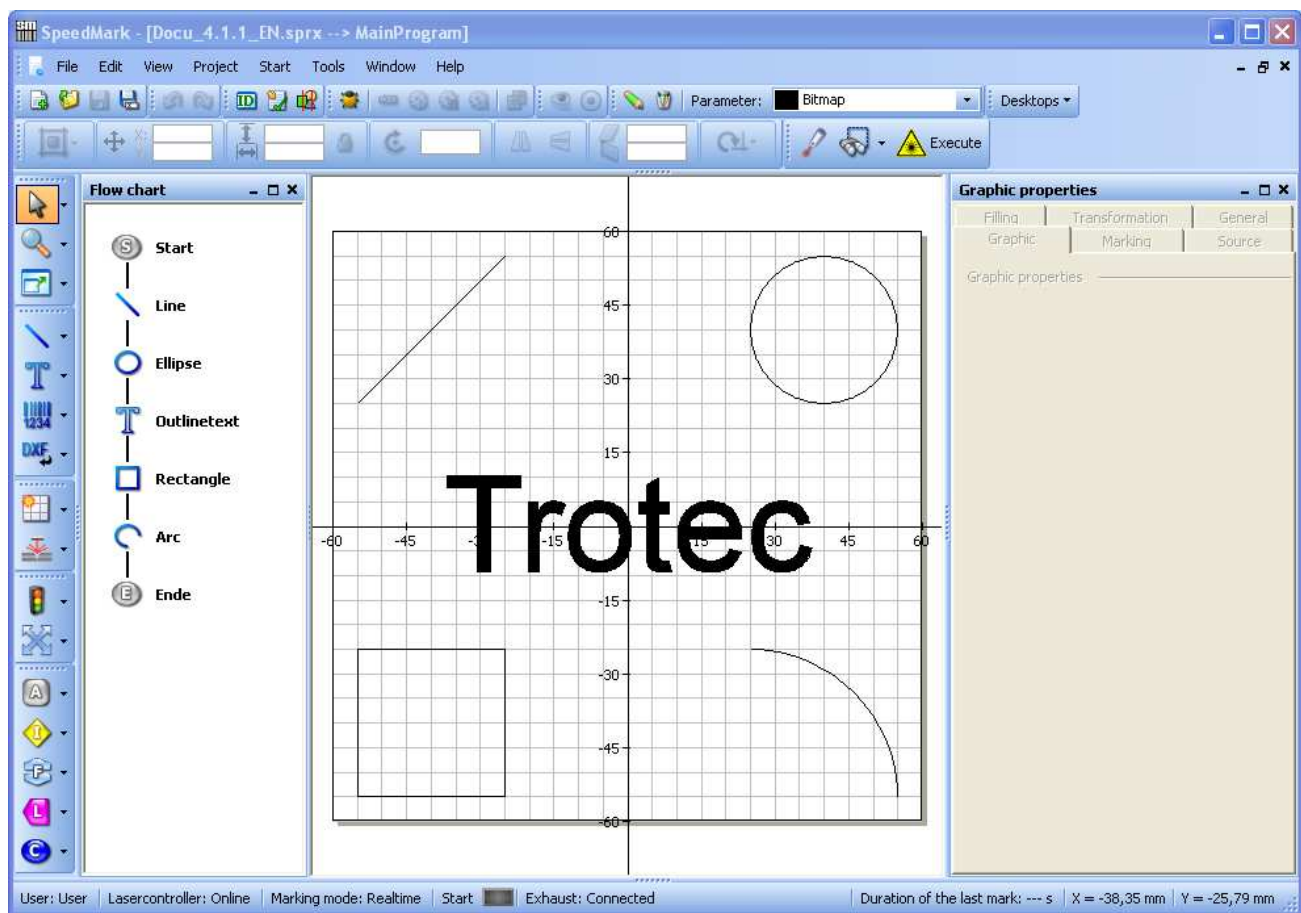 SpeedMark - [Docu_4.1.1_EN.sprx --> MainProgram]
File Edit View Project Start Tools Window Help
ID Parameter: Bitmap Desktops
X: Y: Execute
Flow chart
Graphic properties
Filling Transformation General
Graphic Marking Source
Graphic properties
S Start
Line
Ellipse
T Outlinetext
Rectangle
Arc
E Ende
T
1234
DXF
A
I
P
L
C
60
45
30
15
Trotec
-60 -45 -15 15 30 45 60
-15
-30
-45
-60
User: User Lasercontroller: Online Marking mode: Realtime Start Exhaust: Connected Duration of the last mark: --- s X = -38,35 mm Y = -25,79 mm